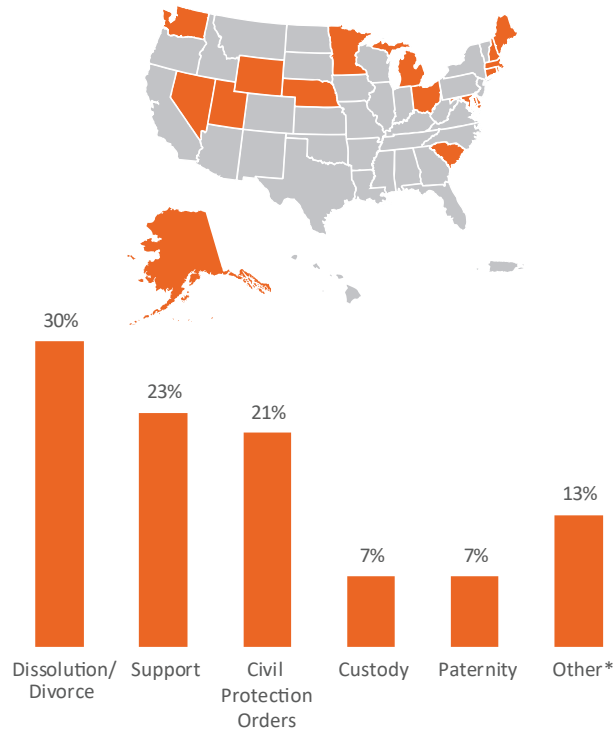 30%
23%
21%
7%
7%
13%
Dissolution/
Divorce
Support
Civil
Protection
Orders
Custody
Paternity
Other*